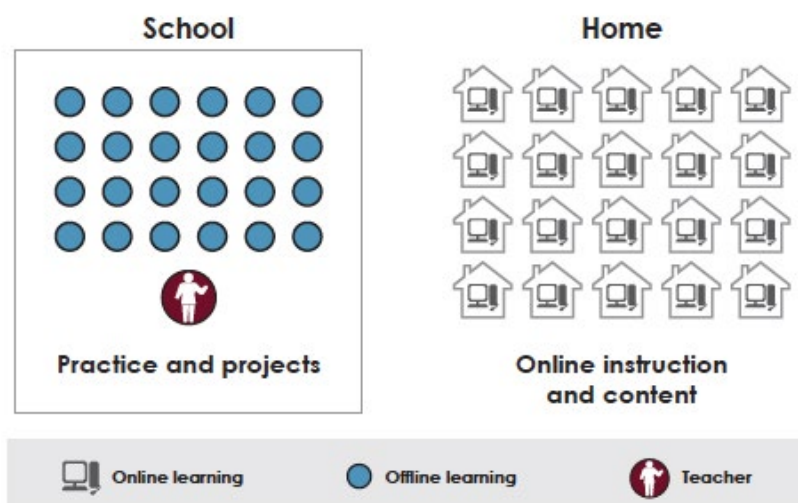 School
Practice and projects
Home
Online instruction
and content
Online learning
Offline learning
Teacher